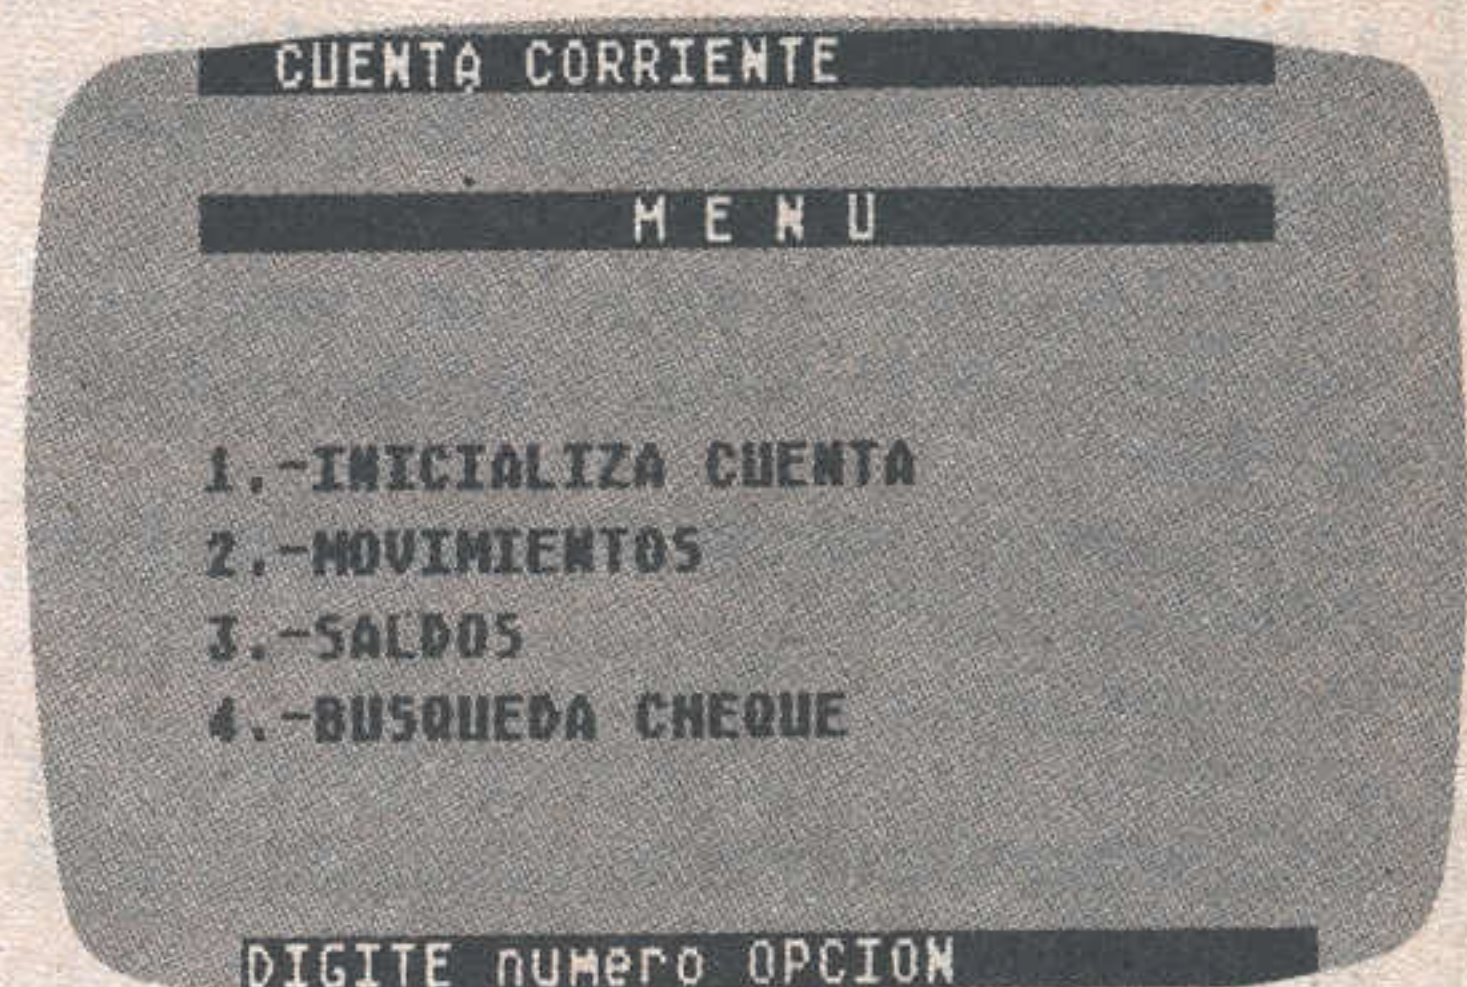 CUENTA CORRIENTE
M E N U
1.-INICIALIZA CUENTA
2.-MOVIMIENTOS
3.-SALDOS
4.-BUSQUEDA CHEQUE
DIGITE numero OPCION